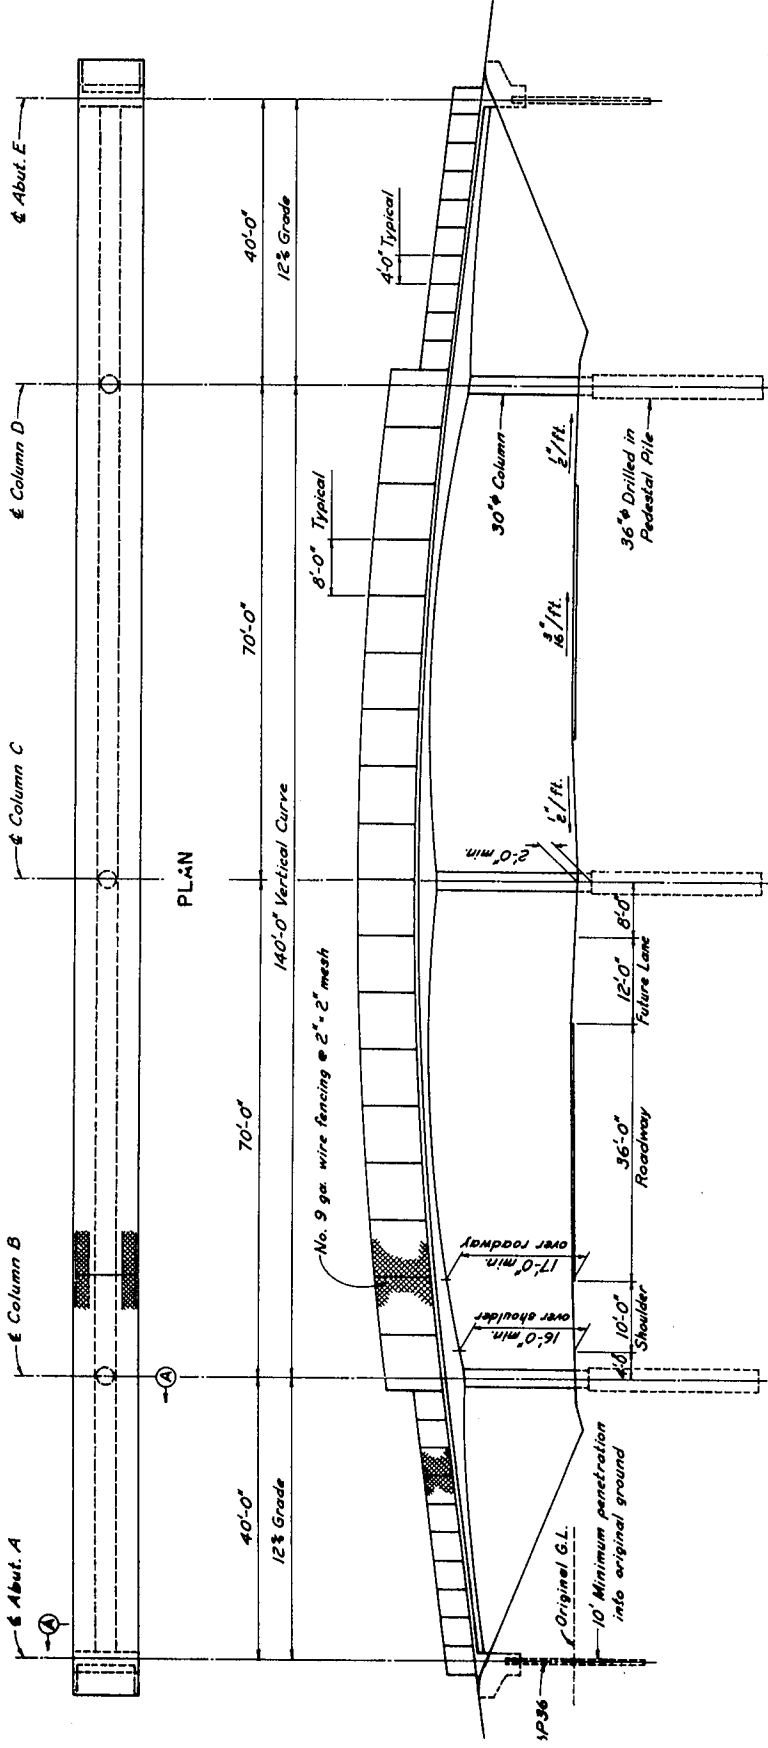 ℄ Abut. A
℄ Column B
℄ Column C
℄ Column D
℄ Abut. E
A
A
PLAN
40'-0"
70'-0"
70'-0"
40'-0"
12% Grade
140'-0" Vertical Curve
12% Grade
No. 9 ga. wire fencing @ 2" × 2" mesh
8'-0" Typical
4'-0" Typical
16'-0" min.
over shoulder
17'-0" min.
over roadway
2'-0" min.
30"ϕ Column
1/2"/ft.
3/16"/ft.
1/2"/ft.
36"ϕ Drilled in
Pedestal Pile
Original G.L.
10' Minimum penetration
into original ground
4'-0"
10'-0"
Shoulder
36'-0"
Roadway
12'-0"
Future Lane
8'-0"